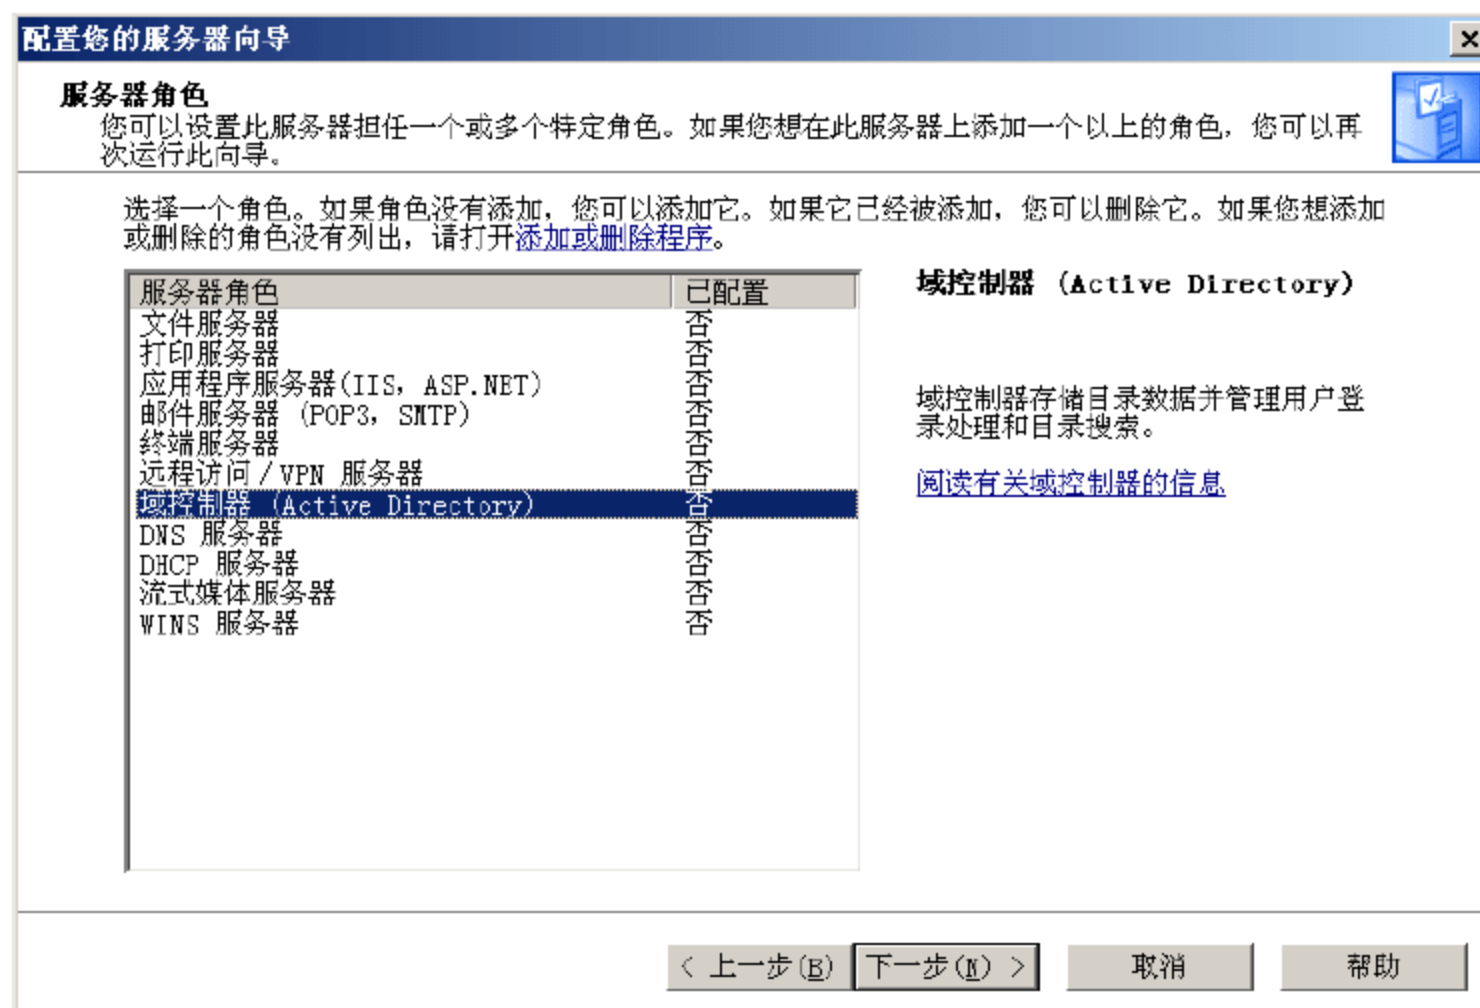 配置您的服务器向导
服务器角色
您可以设置此服务器担任一个或多个特定角色。如果您想在此服务器上添加一个以上的角色，您可以再
次运行此向导。
选择一个角色。如果角色没有添加，您可以添加它。如果它已经被添加，您可以删除它。如果您想添加
或删除的角色没有列出，请打开添加或删除程序。
服务器角色 已配置
文件服务器 否
打印服务器 否
应用程序服务器(IIS, ASP.NET) 否
邮件服务器 (POP3, SMTP) 否
终端服务器 否
远程访问/VPN 服务器 否
域控制器 (Active Directory) 否
DNS 服务器 否
DHCP 服务器 否
流式媒体服务器 否
WINS 服务器 否
域控制器 (Active Directory)
域控制器存储目录数据并管理用户登
录处理和目录搜索。
阅读有关域控制器的信息
< 上一步(B) 下一步(N) > 取消 帮助